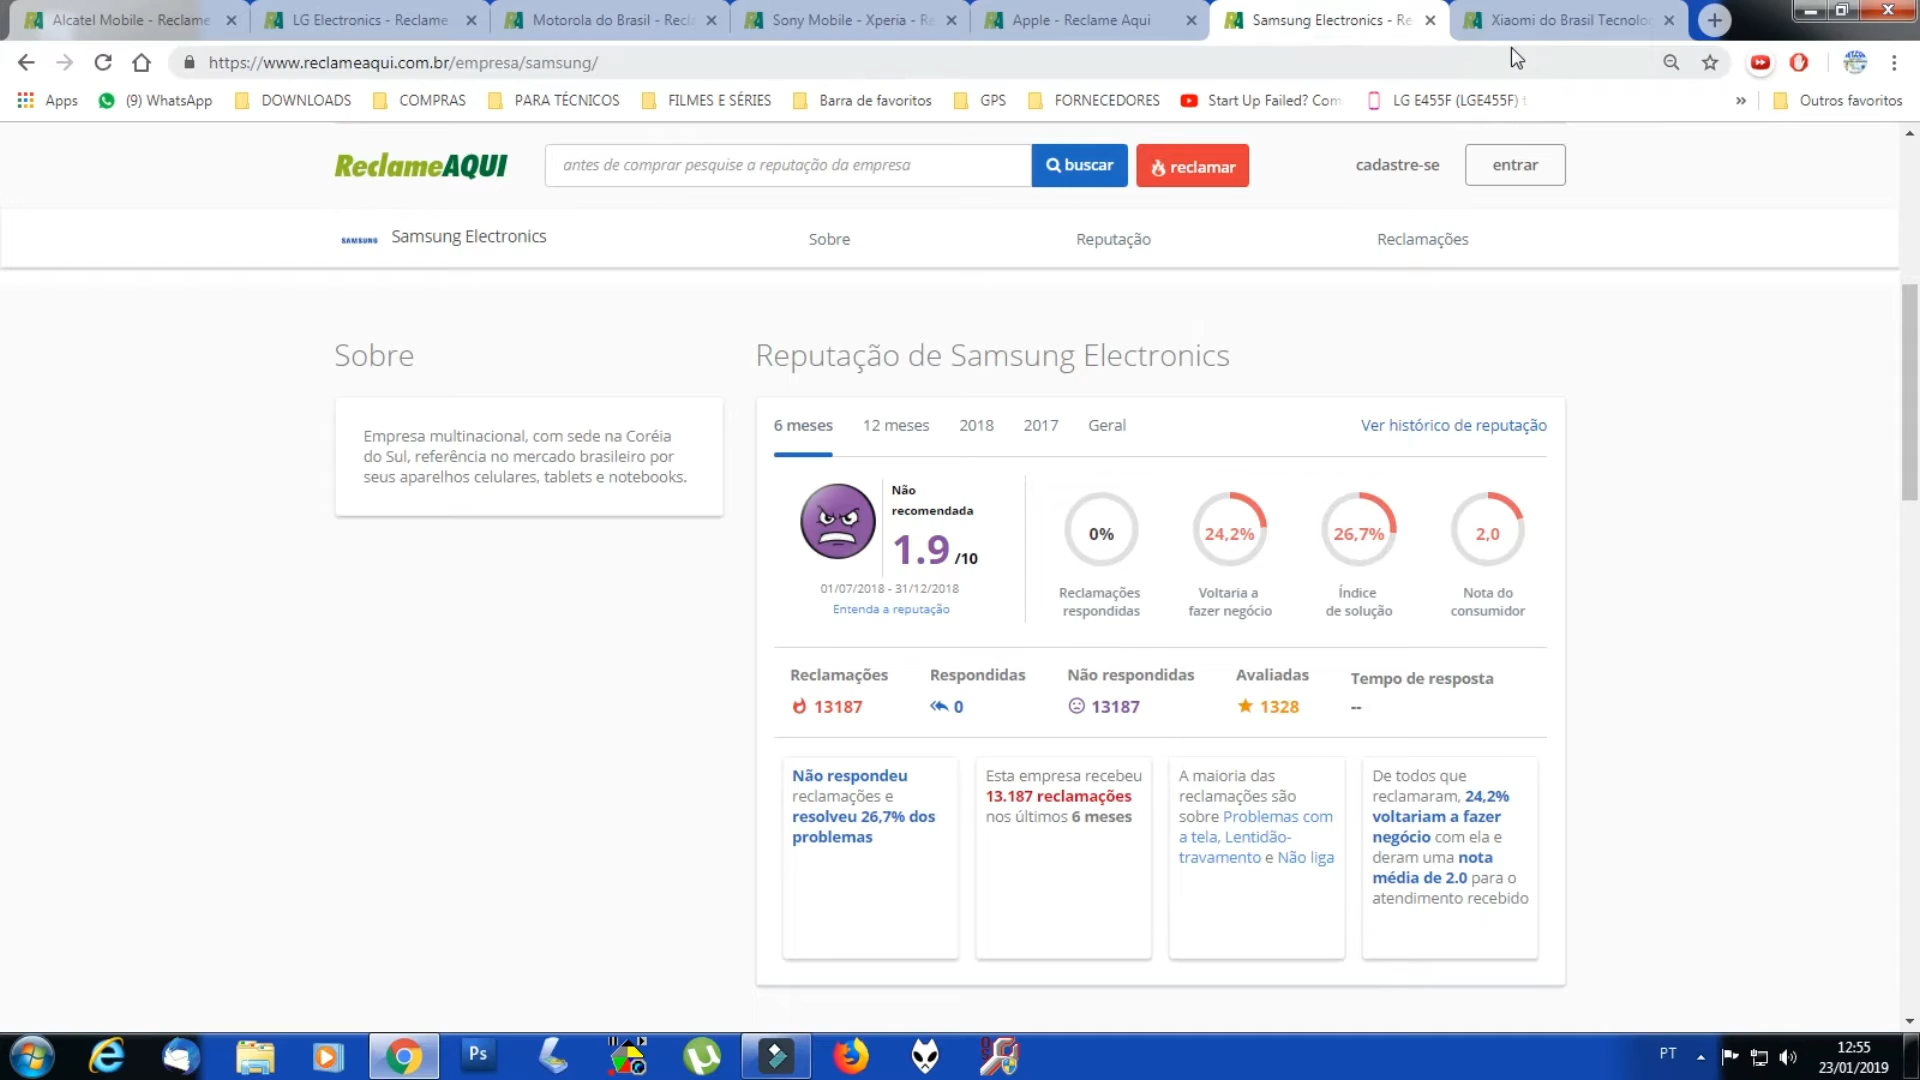 Alcatel Mobile - Reclame
LG Electronics - Reclame
Motorola do Brasil - Recla
Sony Mobile - Xperia - Re
Apple - Reclame Aqui
Samsung Electronics - Re
Xiaomi do Brasil Tecnolog
https://www.reclameaqui.com.br/empresa/samsung/
Apps
(9) WhatsApp
DOWNLOADS
COMPRAS
PARA TÉCNICOS
FILMES E SÉRIES
Barra de favoritos
GPS
FORNECEDORES
Start Up Failed? Com
LG E455F (LGE455F) t
»
Outros favoritos
ReclameAQUI
antes de comprar pesquise a reputação da empresa
buscar
reclamar
cadastre-se
entrar
SAMSUNG
Samsung Electronics
Sobre
Reputação
Reclamações
Sobre
Reputação de Samsung Electronics
Empresa multinacional, com sede na Coréia
do Sul, referência no mercado brasileiro por
seus aparelhos celulares, tablets e notebooks.
6 meses
12 meses
2018
2017
Geral
Ver histórico de reputação
Não
recomendada
1.9 /10
01/07/2018 - 31/12/2018
Entenda a reputação
0%
Reclamações
respondidas
24,2%
Voltaria a
fazer negócio
26,7%
Índice
de solução
2,0
Nota do
consumidor
Reclamações
13187
Respondidas
0
Não respondidas
13187
Avaliadas
1328
Tempo de resposta
--
Não respondeu
reclamações e
resolveu 26,7% dos
problemas
Esta empresa recebeu
13.187 reclamações
nos últimos 6 meses
A maioria das
reclamações são
sobre Problemas com
a tela, Lentidão-
travamento e Não liga
De todos que
reclamaram, 24,2%
voltariam a fazer
negócio com ela e
deram uma nota
média de 2.0 para o
atendimento recebido
Ps
PT
12:55
23/01/2019